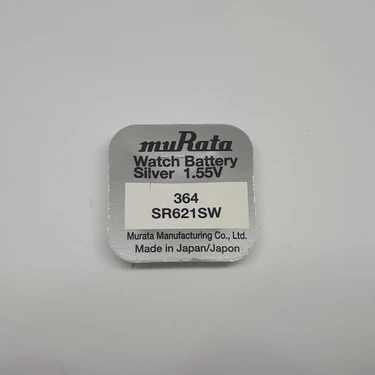 muRata
Watch Battery
Silver 1.55V
364
SR621SW
Murata Manufacturing Co., Ltd.
Made in Japan/Japon